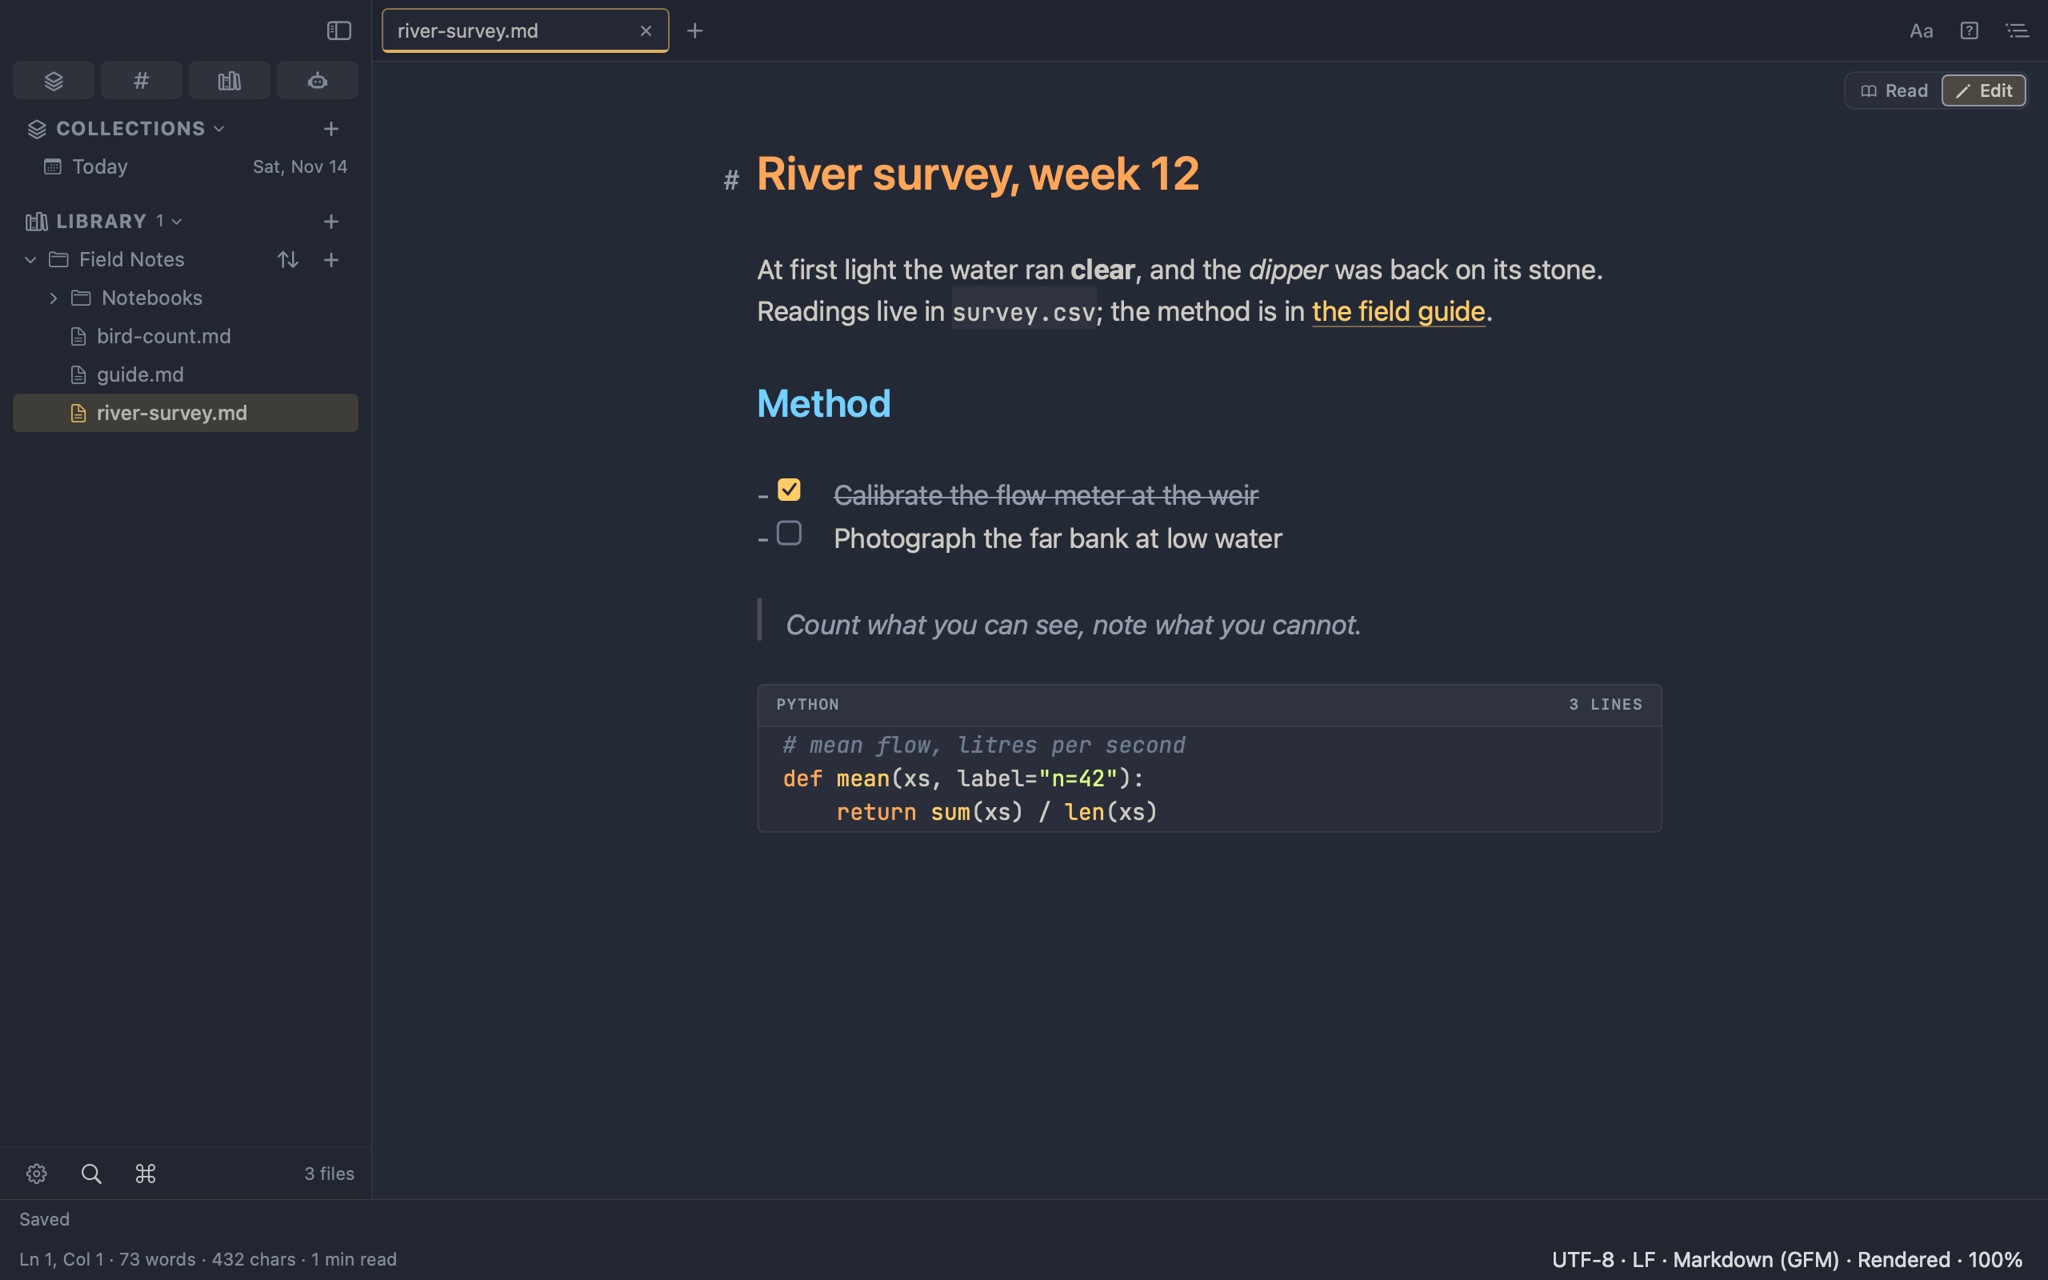 river-survey.md
Aa
Read
Edit
COLLECTIONS
Today Sat, Nov 14
LIBRARY 1
Field Notes
Notebooks
bird-count.md
guide.md
river-survey.md
# River survey, week 12
At first light the water ran clear, and the dipper was back on its stone.
Readings live in survey.csv; the method is in the field guide.
Method
- Calibrate the flow meter at the weir
- Photograph the far bank at low water
Count what you can see, note what you cannot.
PYTHON 3 LINES
# mean flow, litres per second
def mean(xs, label="n=42"):
    return sum(xs) / len(xs)
3 files
Saved
Ln 1, Col 1 · 73 words · 432 chars · 1 min read
UTF-8 · LF · Markdown (GFM) · Rendered · 100%